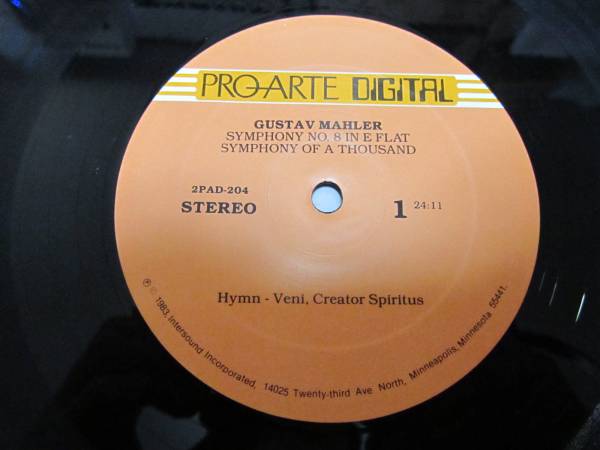 PRO-ARTE DIGITAL
GUSTAV MAHLER
SYMPHONY NO. 8 IN E FLAT
SYMPHONY OF A THOUSAND
2PAD-204
STEREO
1 24:11
Hymn - Veni, Creator Spiritus
℗ © 1983, Intersound Incorporated, 14025 Twenty-third Ave North, Minneapolis, Minnesota 55441.